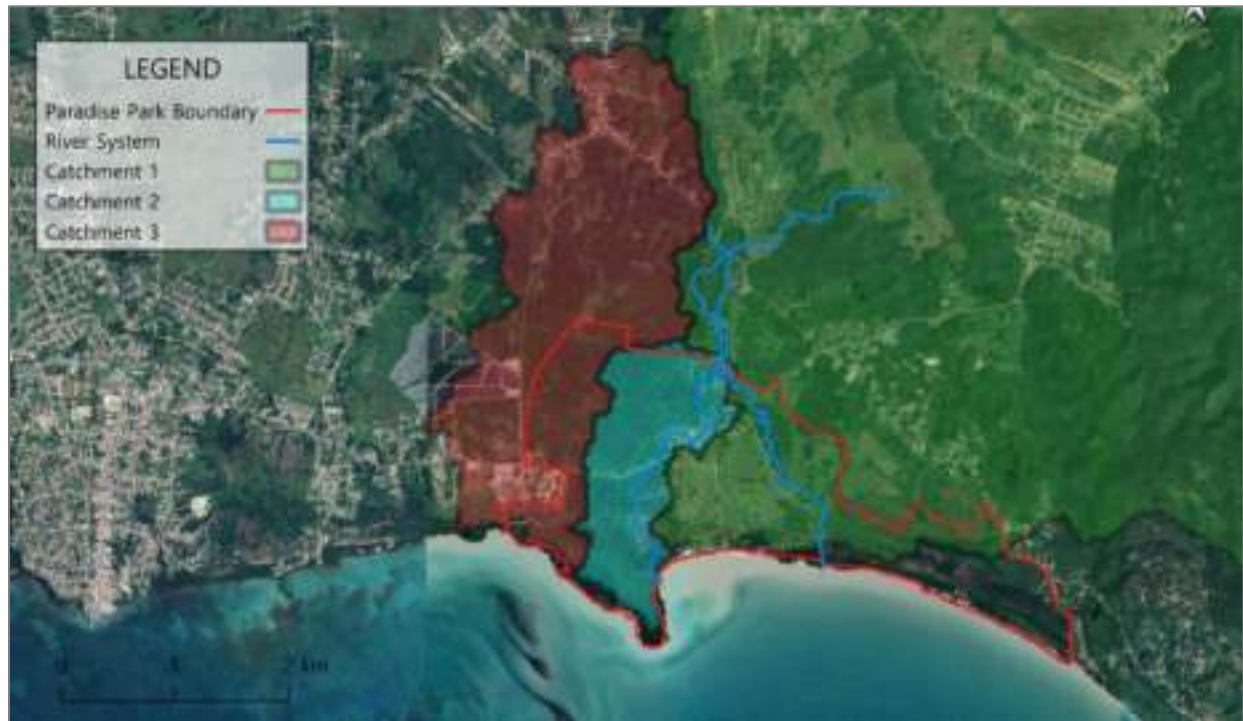 LEGEND
Paradise Park Boundary
River System
Catchment 1
Catchment 2
Catchment 3
km